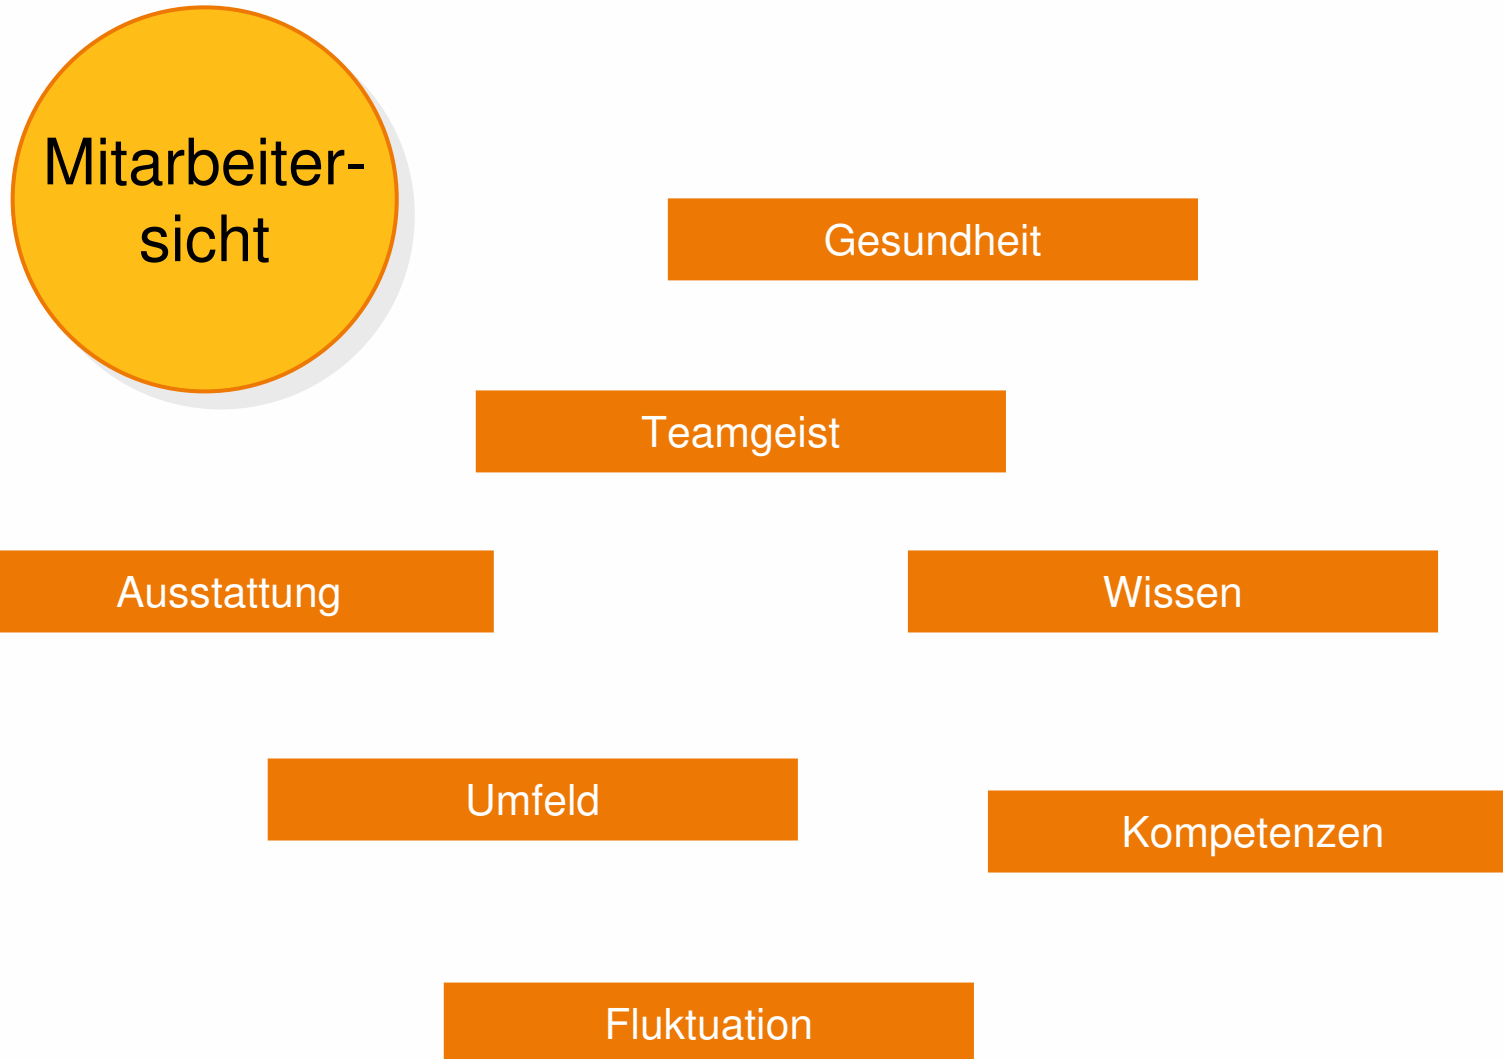 Mitarbeiter-
sicht
Gesundheit
Teamgeist
Ausstattung
Wissen
Umfeld
Kompetenzen
Fluktuation